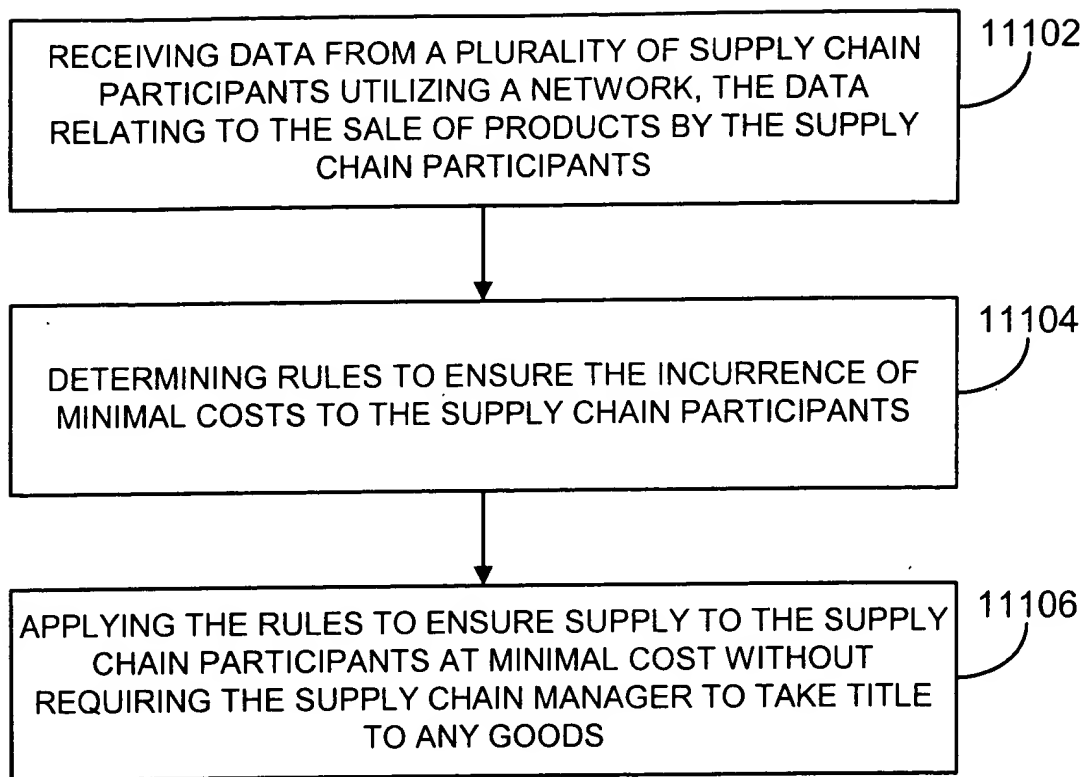 RECEIVING DATA FROM A PLURALITY OF SUPPLY CHAIN
PARTICIPANTS UTILIZING A NETWORK, THE DATA
RELATING TO THE SALE OF PRODUCTS BY THE SUPPLY
CHAIN PARTICIPANTS
11102
DETERMINING RULES TO ENSURE THE INCURRENCE OF
MINIMAL COSTS TO THE SUPPLY CHAIN PARTICIPANTS
11104
APPLYING THE RULES TO ENSURE SUPPLY TO THE SUPPLY
CHAIN PARTICIPANTS AT MINIMAL COST WITHOUT
REQUIRING THE SUPPLY CHAIN MANAGER TO TAKE TITLE
TO ANY GOODS
11106